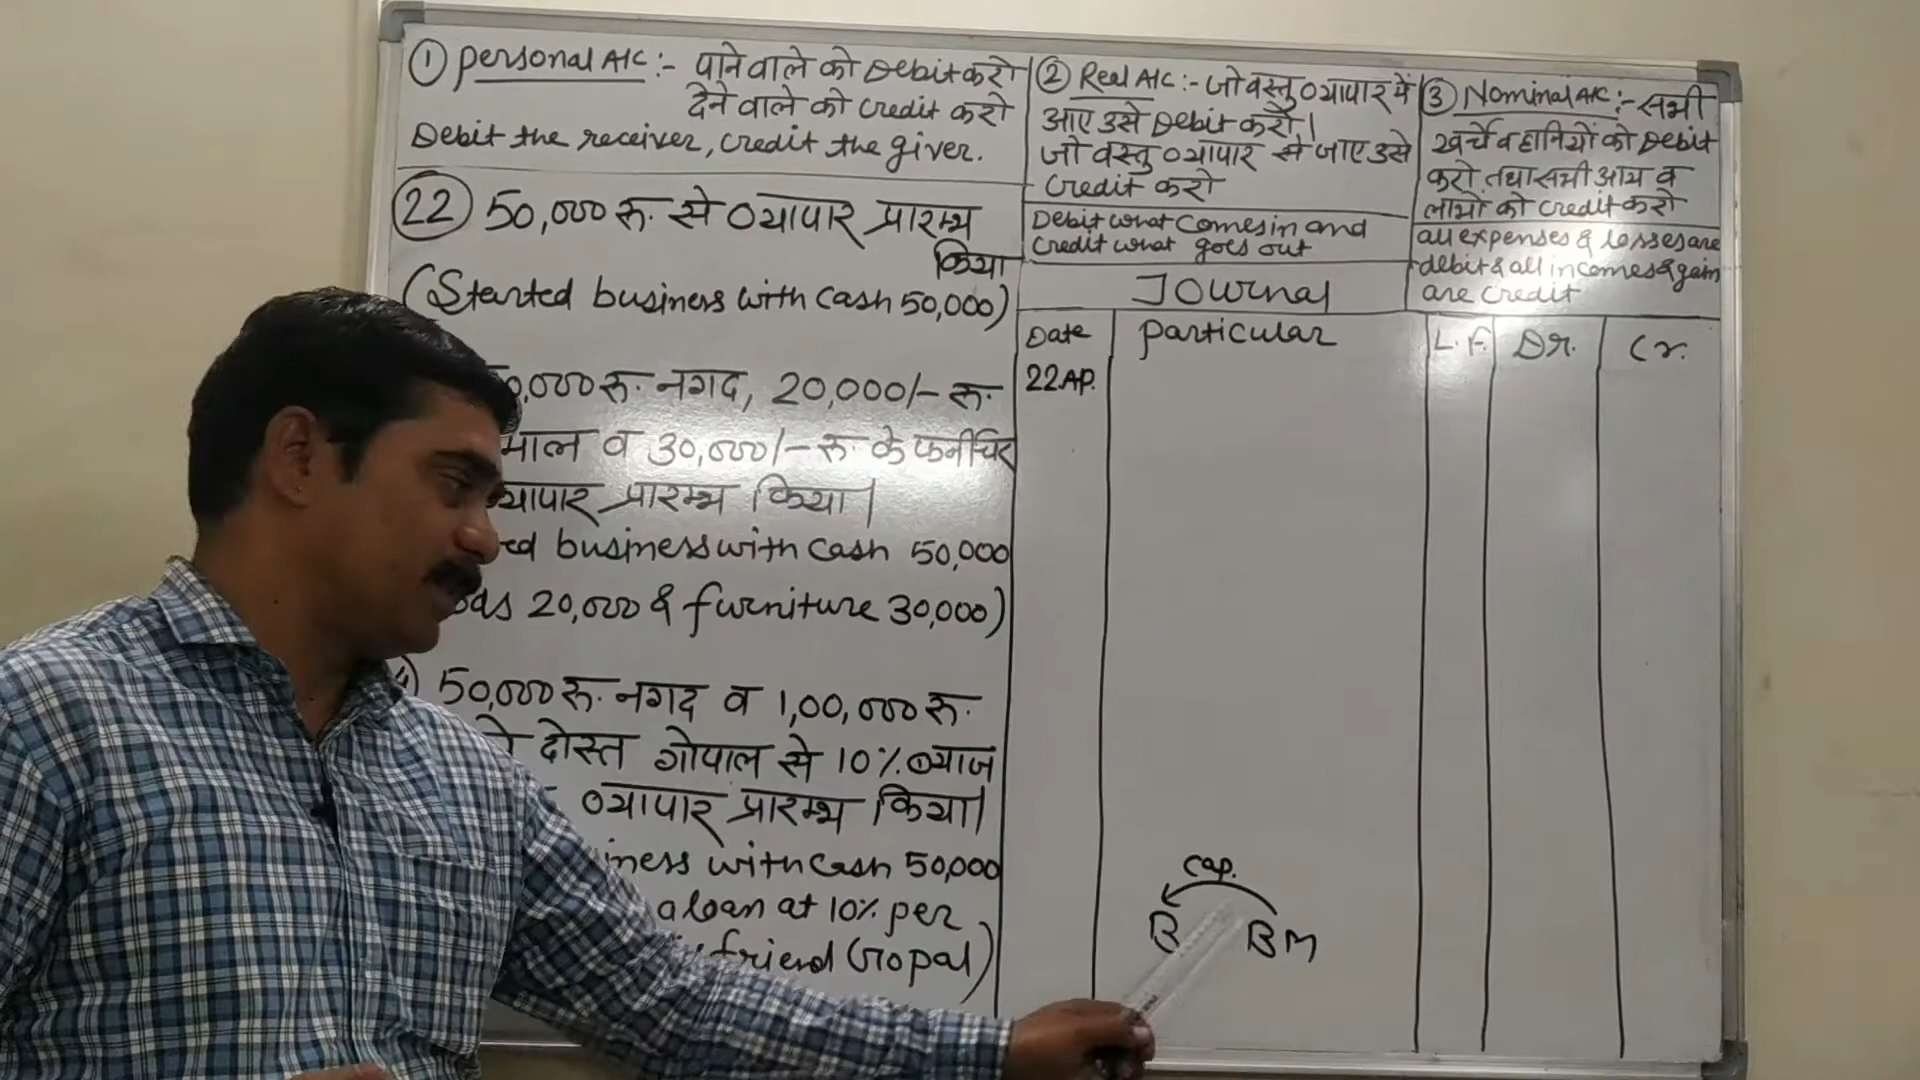 ① Personal A/C :- पाने वाले को Debit करो
देने वाले को credit करो
Debit the receiver, credit the giver.
② Real A/C :- जो वस्तु व्यापार में
आए उसे Debit करो।
जो वस्तु व्यापार से जाए उसे
Credit करो
Debit what comes in and
credit what goes out
③ Nominal A/C :- सभी
खर्चे व हानियों को Debit
करो तथा सभी आय व
लाभो को credit करो
all expenses & losses are
debit & all incomes & gain
are credit
22 50,000 रू. से व्यापार प्रारम्भ
किया
(Started business with cash 50,000)
0,000 रू. नगद, 20,000/- रू.
माल व 30,000/- रू. के फर्नीचर
व्यापार प्रारम्भ किया।
ed business with cash 50,000
ods 20,000 & furniture 30,000)
50,000 रू. नगद व 1,00,000 रू.
दोस्त गोपाल से 10% ब्याज
व्यापार प्रारम्भ किया।
iness with cash 50,000
a loan at 10% per
friend Gopal)
Journal
Date Particular L.F. Dr. Cr.
22.AP.
Cap.
B BM